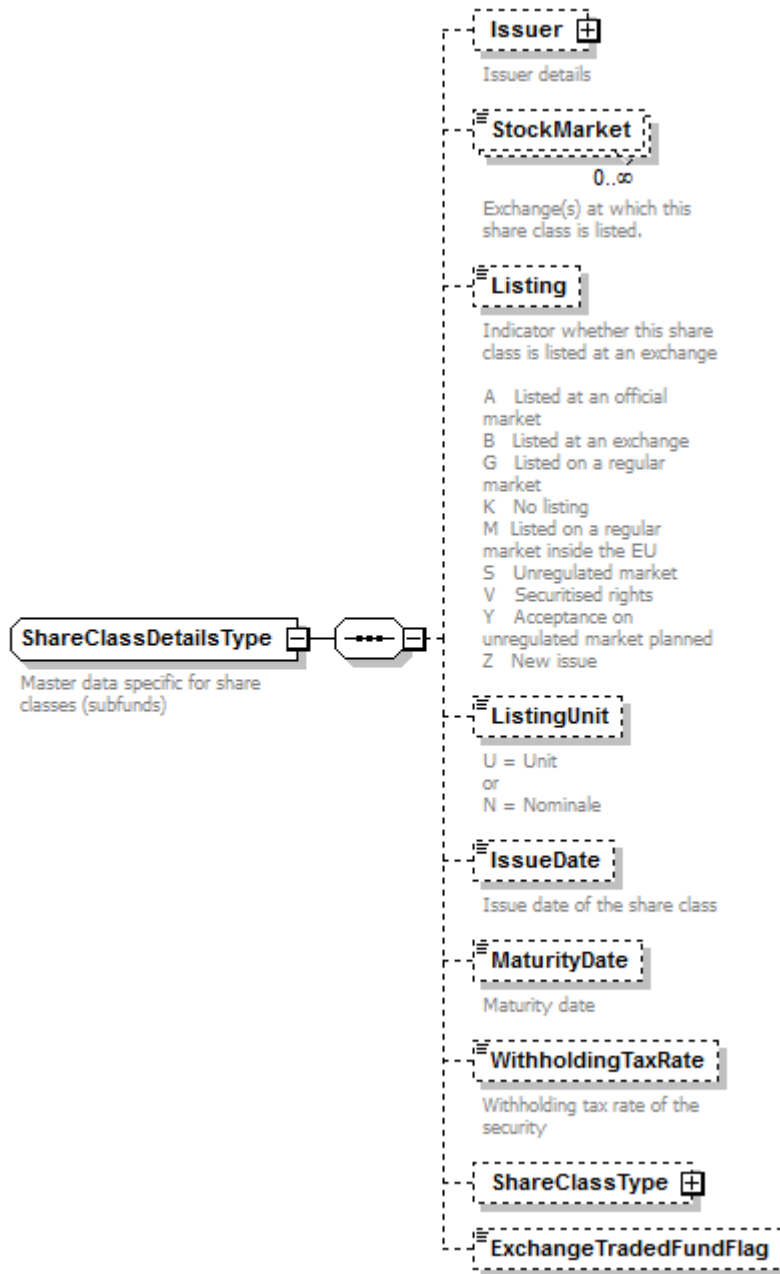 Issuer
Issuer details
StockMarket
0..∞
Exchange(s) at which this
share class is listed.
Listing
Indicator whether this share
class is listed at an exchange
A Listed at an official
market
B Listed at an exchange
G Listed on a regular
market
K No listing
M Listed on a regular
market inside the EU
S Unregulated market
V Securitised rights
Y Acceptance on
unregulated market planned
Z New issue
ShareClassDetailsType
Master data specific for share
classes (subfunds)
ListingUnit
U = Unit
or
N = Nominale
IssueDate
Issue date of the share class
MaturityDate
Maturity date
WithholdingTaxRate
Withholding tax rate of the
security
ShareClassType
ExchangeTradedFundFlag